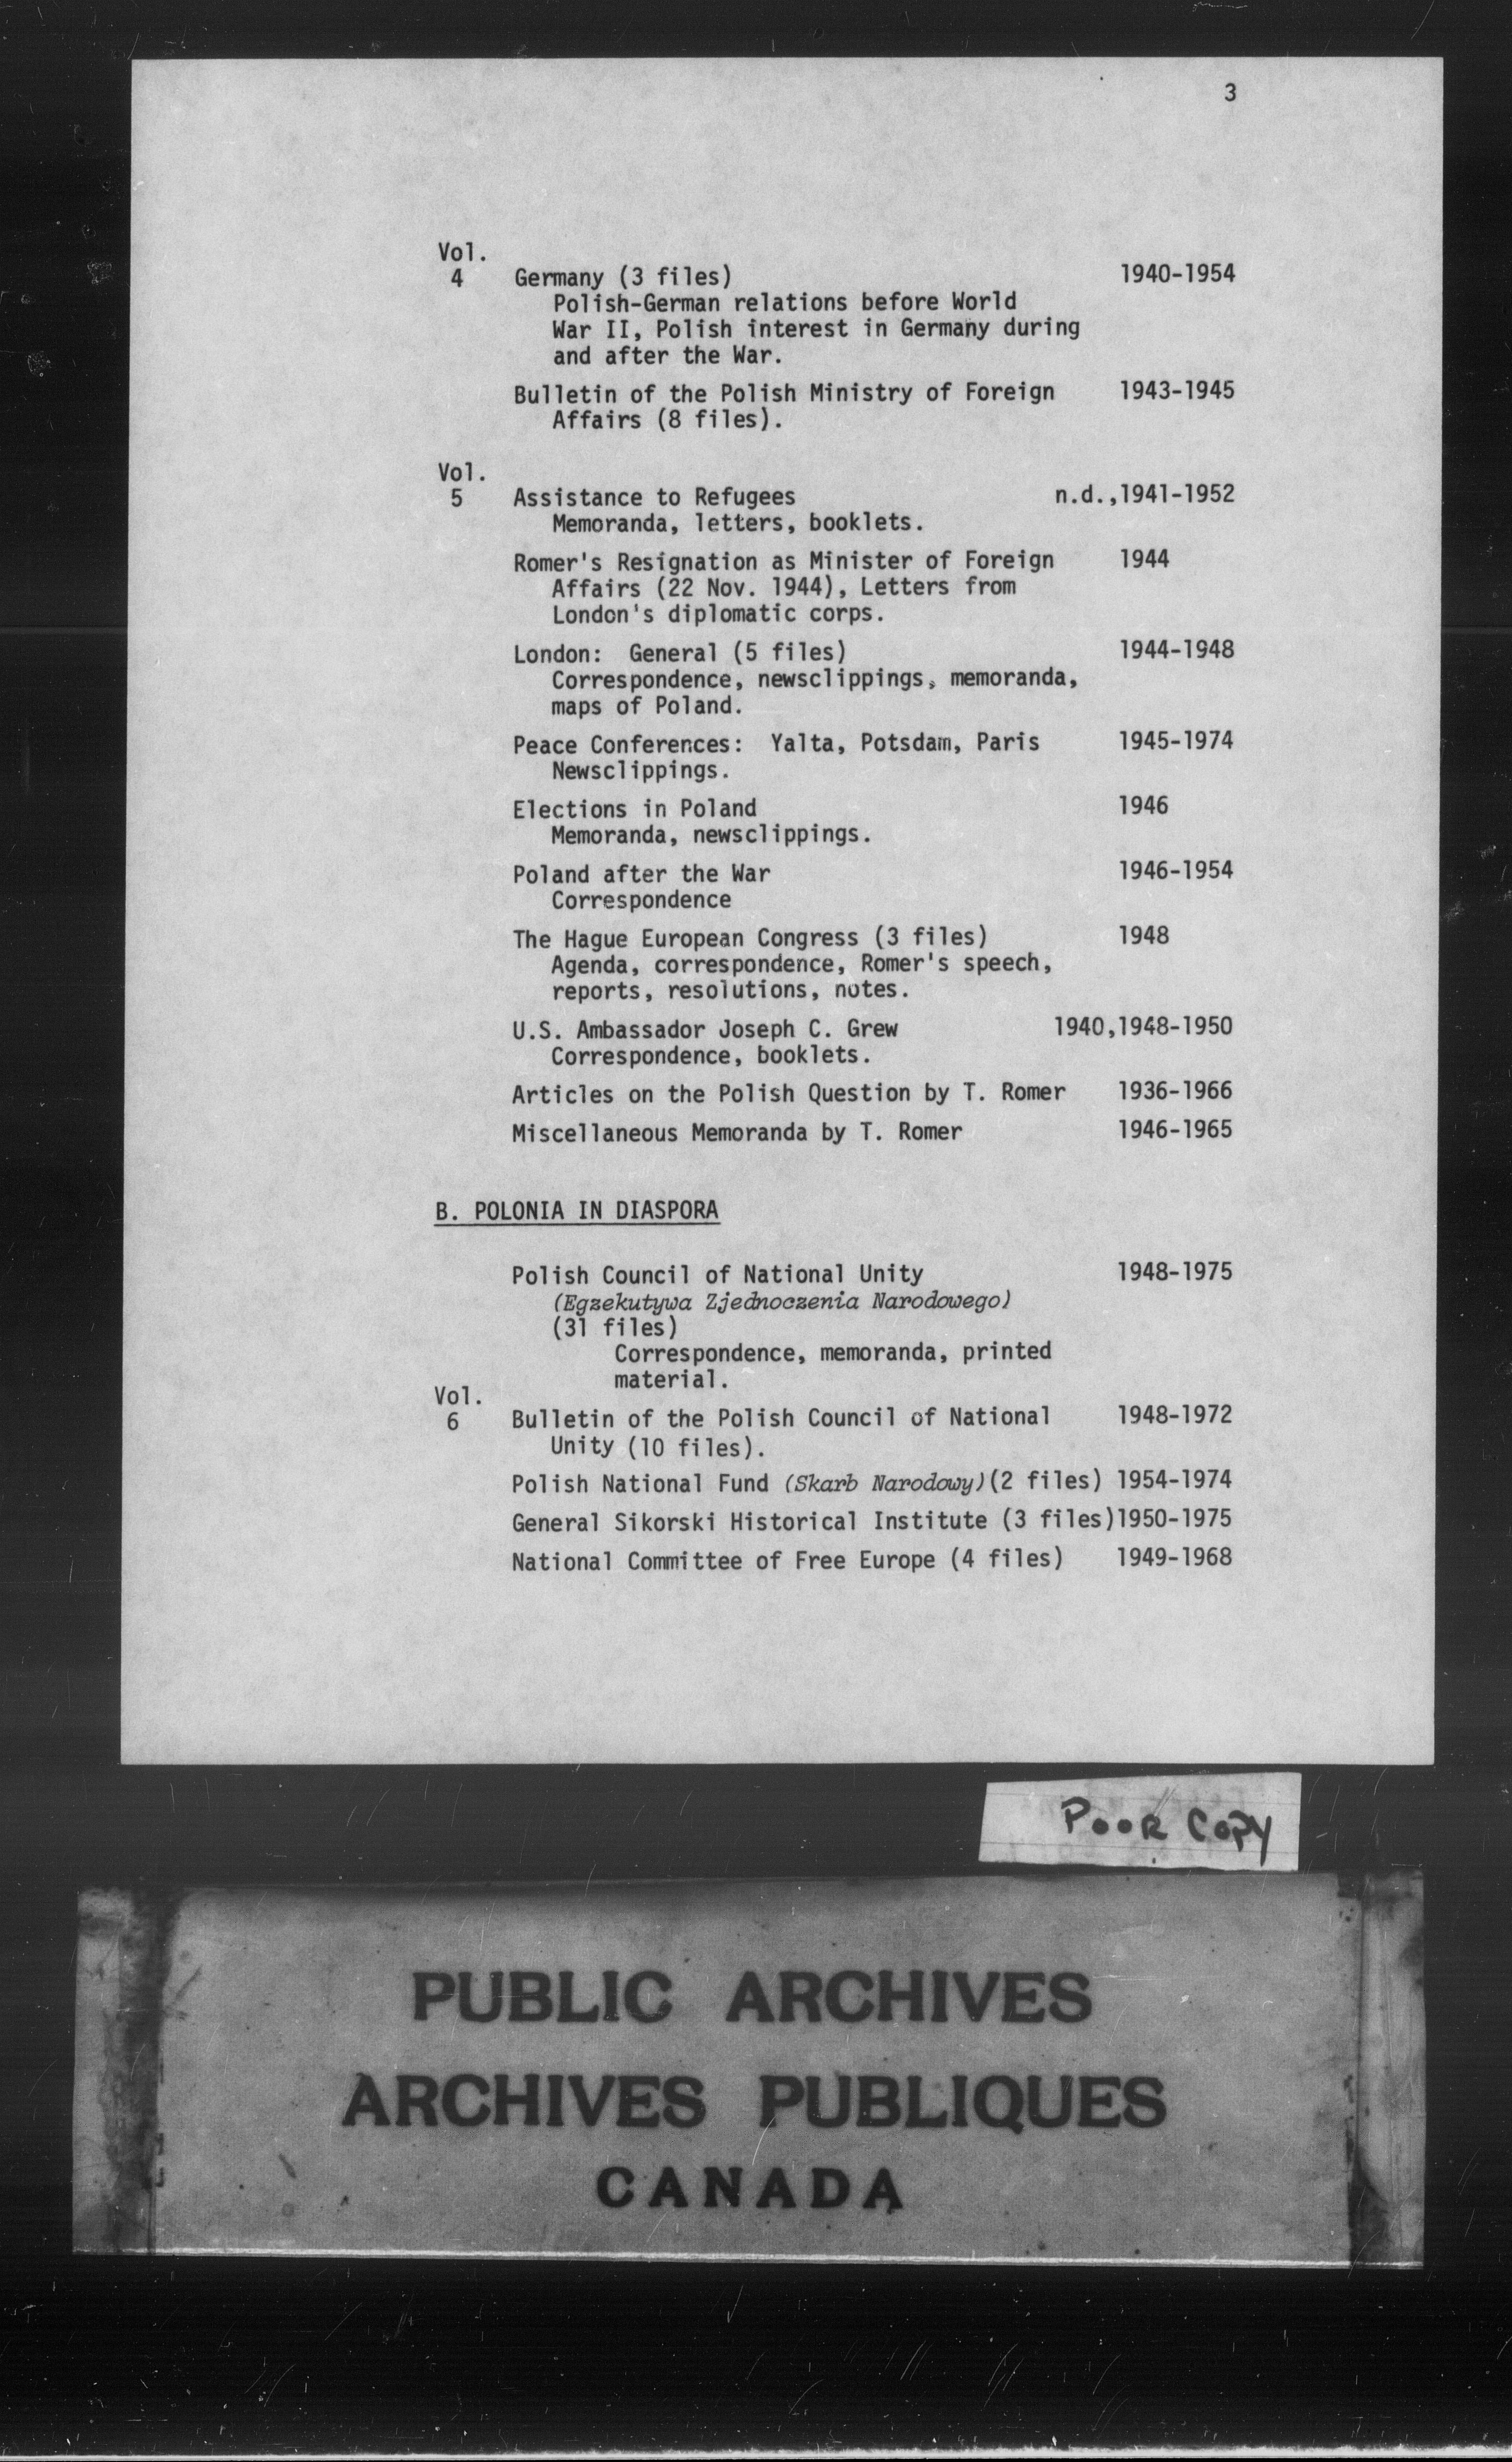 3
Vol.
4 Germany (3 files) 1940-1954
Polish-German relations before World
War II, Polish interest in Germany during
and after the War.
Bulletin of the Polish Ministry of Foreign 1943-1945
Affairs (8 files).
Vol.
5 Assistance to Refugees n.d.,1941-1952
Memoranda, letters, booklets.
Romer's Resignation as Minister of Foreign 1944
Affairs (22 Nov. 1944), Letters from
London's diplomatic corps.
London: General (5 files) 1944-1948
Correspondence, newsclippings, memoranda,
maps of Poland.
Peace Conferences: Yalta, Potsdam, Paris 1945-1974
Newsclippings.
Elections in Poland 1946
Memoranda, newsclippings.
Poland after the War 1946-1954
Correspondence
The Hague European Congress (3 files) 1948
Agenda, correspondence, Romer's speech,
reports, resolutions, notes.
U.S. Ambassador Joseph C. Grew 1940,1948-1950
Correspondence, booklets.
Articles on the Polish Question by T. Romer 1936-1966
Miscellaneous Memoranda by T. Romer 1946-1965
B. POLONIA IN DIASPORA
Polish Council of National Unity 1948-1975
(Egzekutywa Zjednoczenia Narodowego)
(31 files)
Correspondence, memoranda, printed
material.
Vol.
6 Bulletin of the Polish Council of National 1948-1972
Unity (10 files).
Polish National Fund (Skarb Narodowy)(2 files) 1954-1974
General Sikorski Historical Institute (3 files)1950-1975
National Committee of Free Europe (4 files) 1949-1968
POOR COPY
PUBLIC ARCHIVES
ARCHIVES PUBLIQUES
CANADA